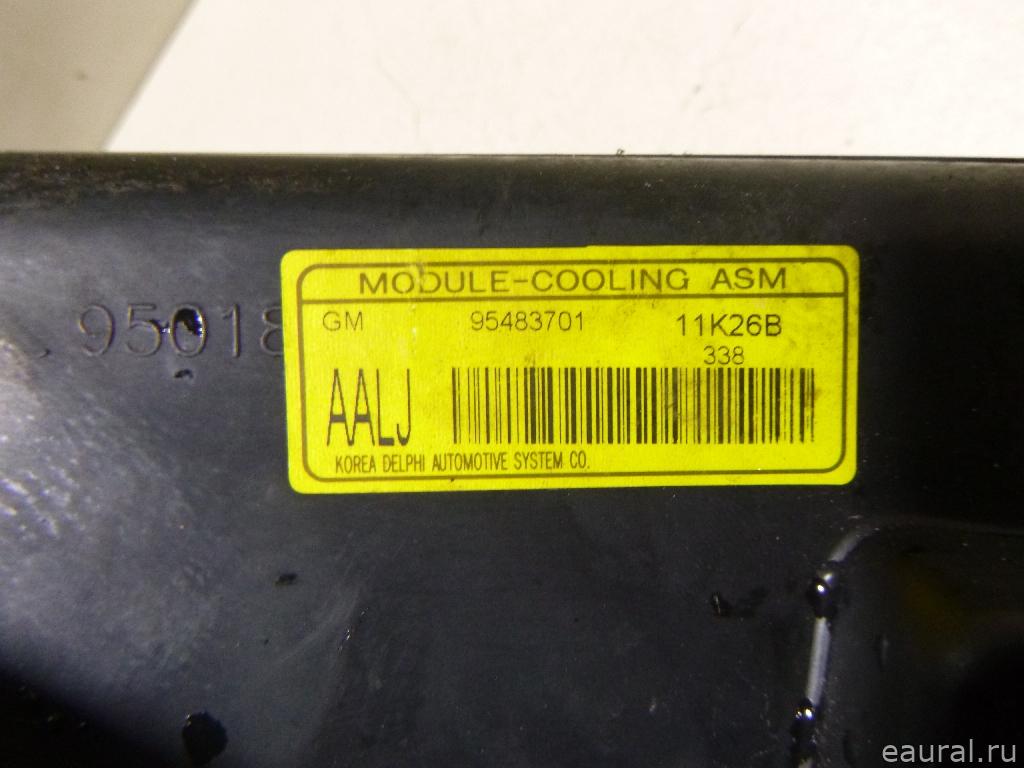 MODULE-COOLING ASM
GM 95483701 11K26B
338
95018
AALJ
KOREA DELPHI AUTOMOTIVE SYSTEM CO.
eaural.ru